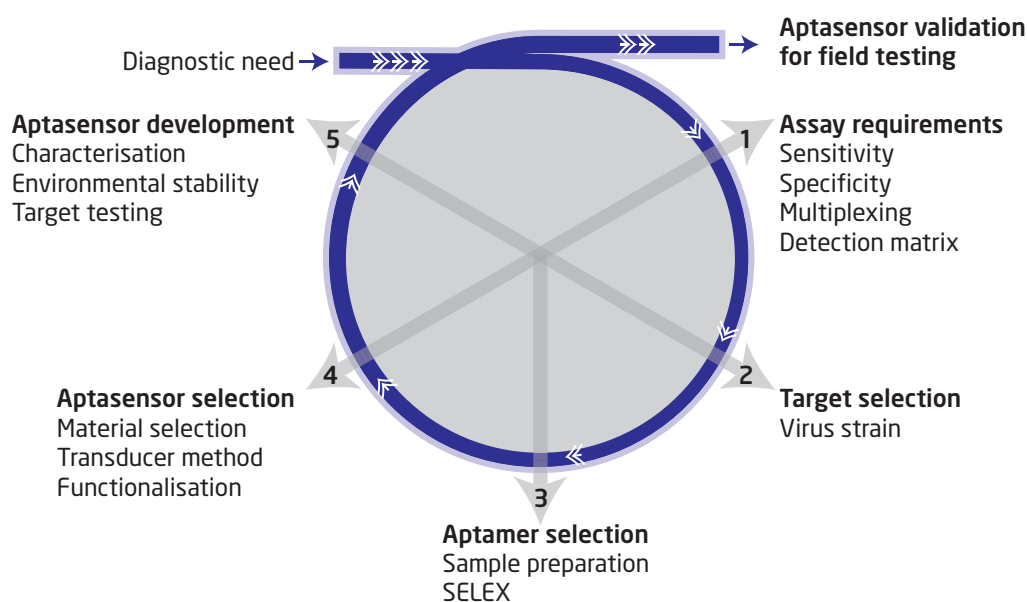 Diagnostic need
Aptasensor validation
for field testing
1
Assay requirements
Sensitivity
Specificity
Multiplexing
Detection matrix
2
Target selection
Virus strain
3
Aptamer selection
Sample preparation
SELEX
4
Aptasensor selection
Material selection
Transducer method
Functionalisation
5
Aptasensor development
Characterisation
Environmental stability
Target testing